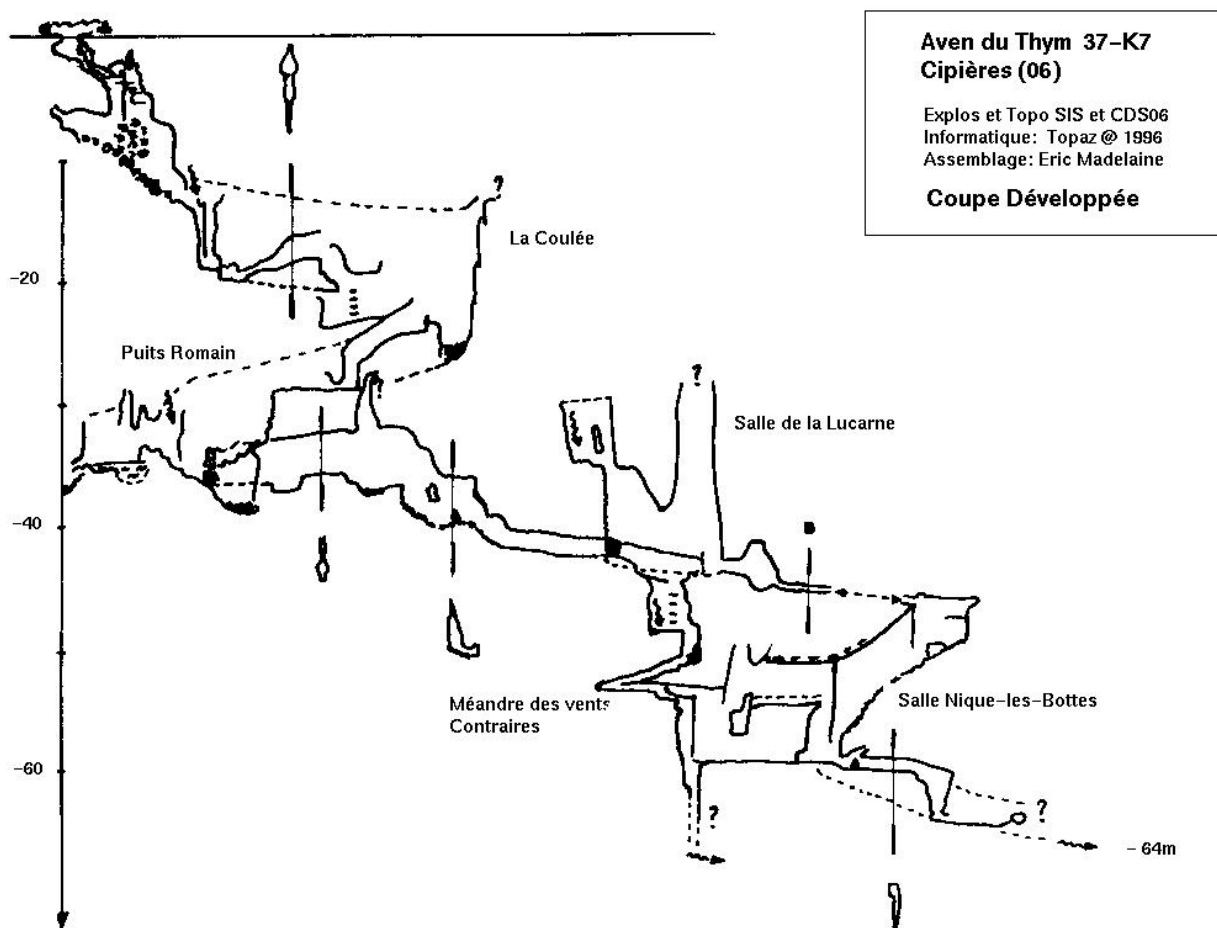 Aven du Thym 37-K7
Cipières (06)
Explos et Topo SIS et CDS06
Informatique: Topaz @ 1996
Assemblage: Eric Madelaine
Coupe Développée
?
La Coulée
-20
Puits Romain
?
?
Salle de la Lucarne
-40
Méandre des vents
Contraires
Salle Nique-les-Bottes
-60
?
?
- 64m